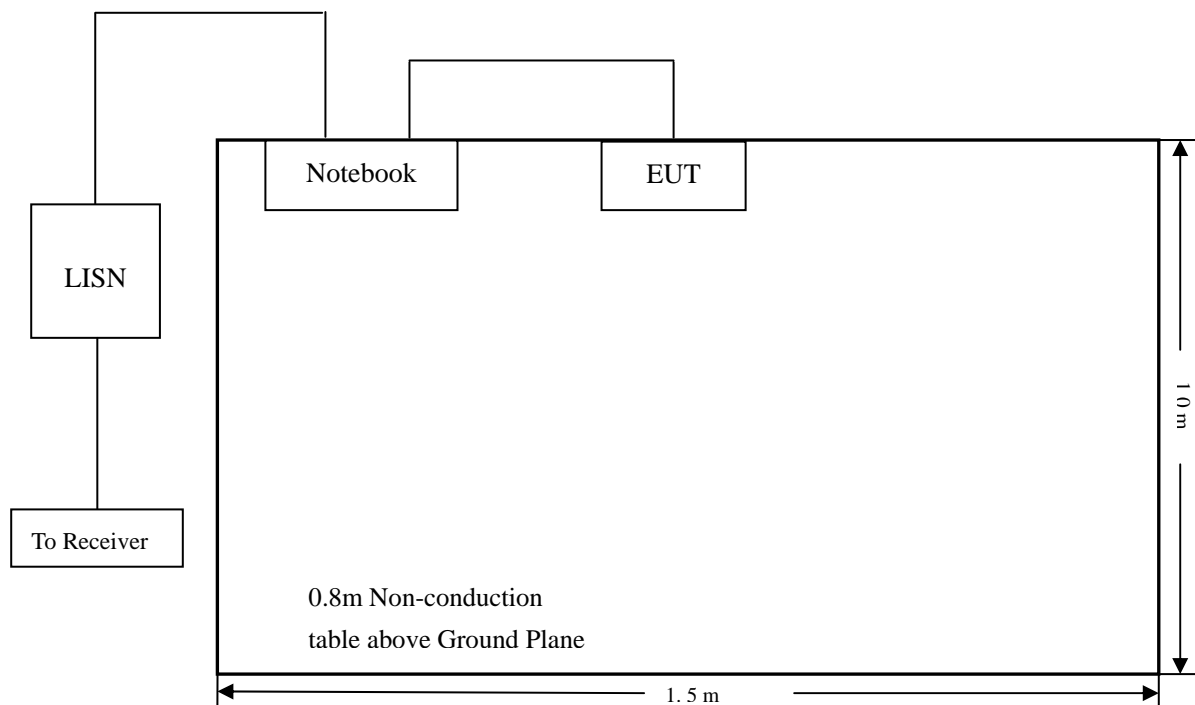 Notebook
EUT
LISN
To Receiver
0.8m Non-conduction
table above Ground Plane
1 0 m
1. 5 m